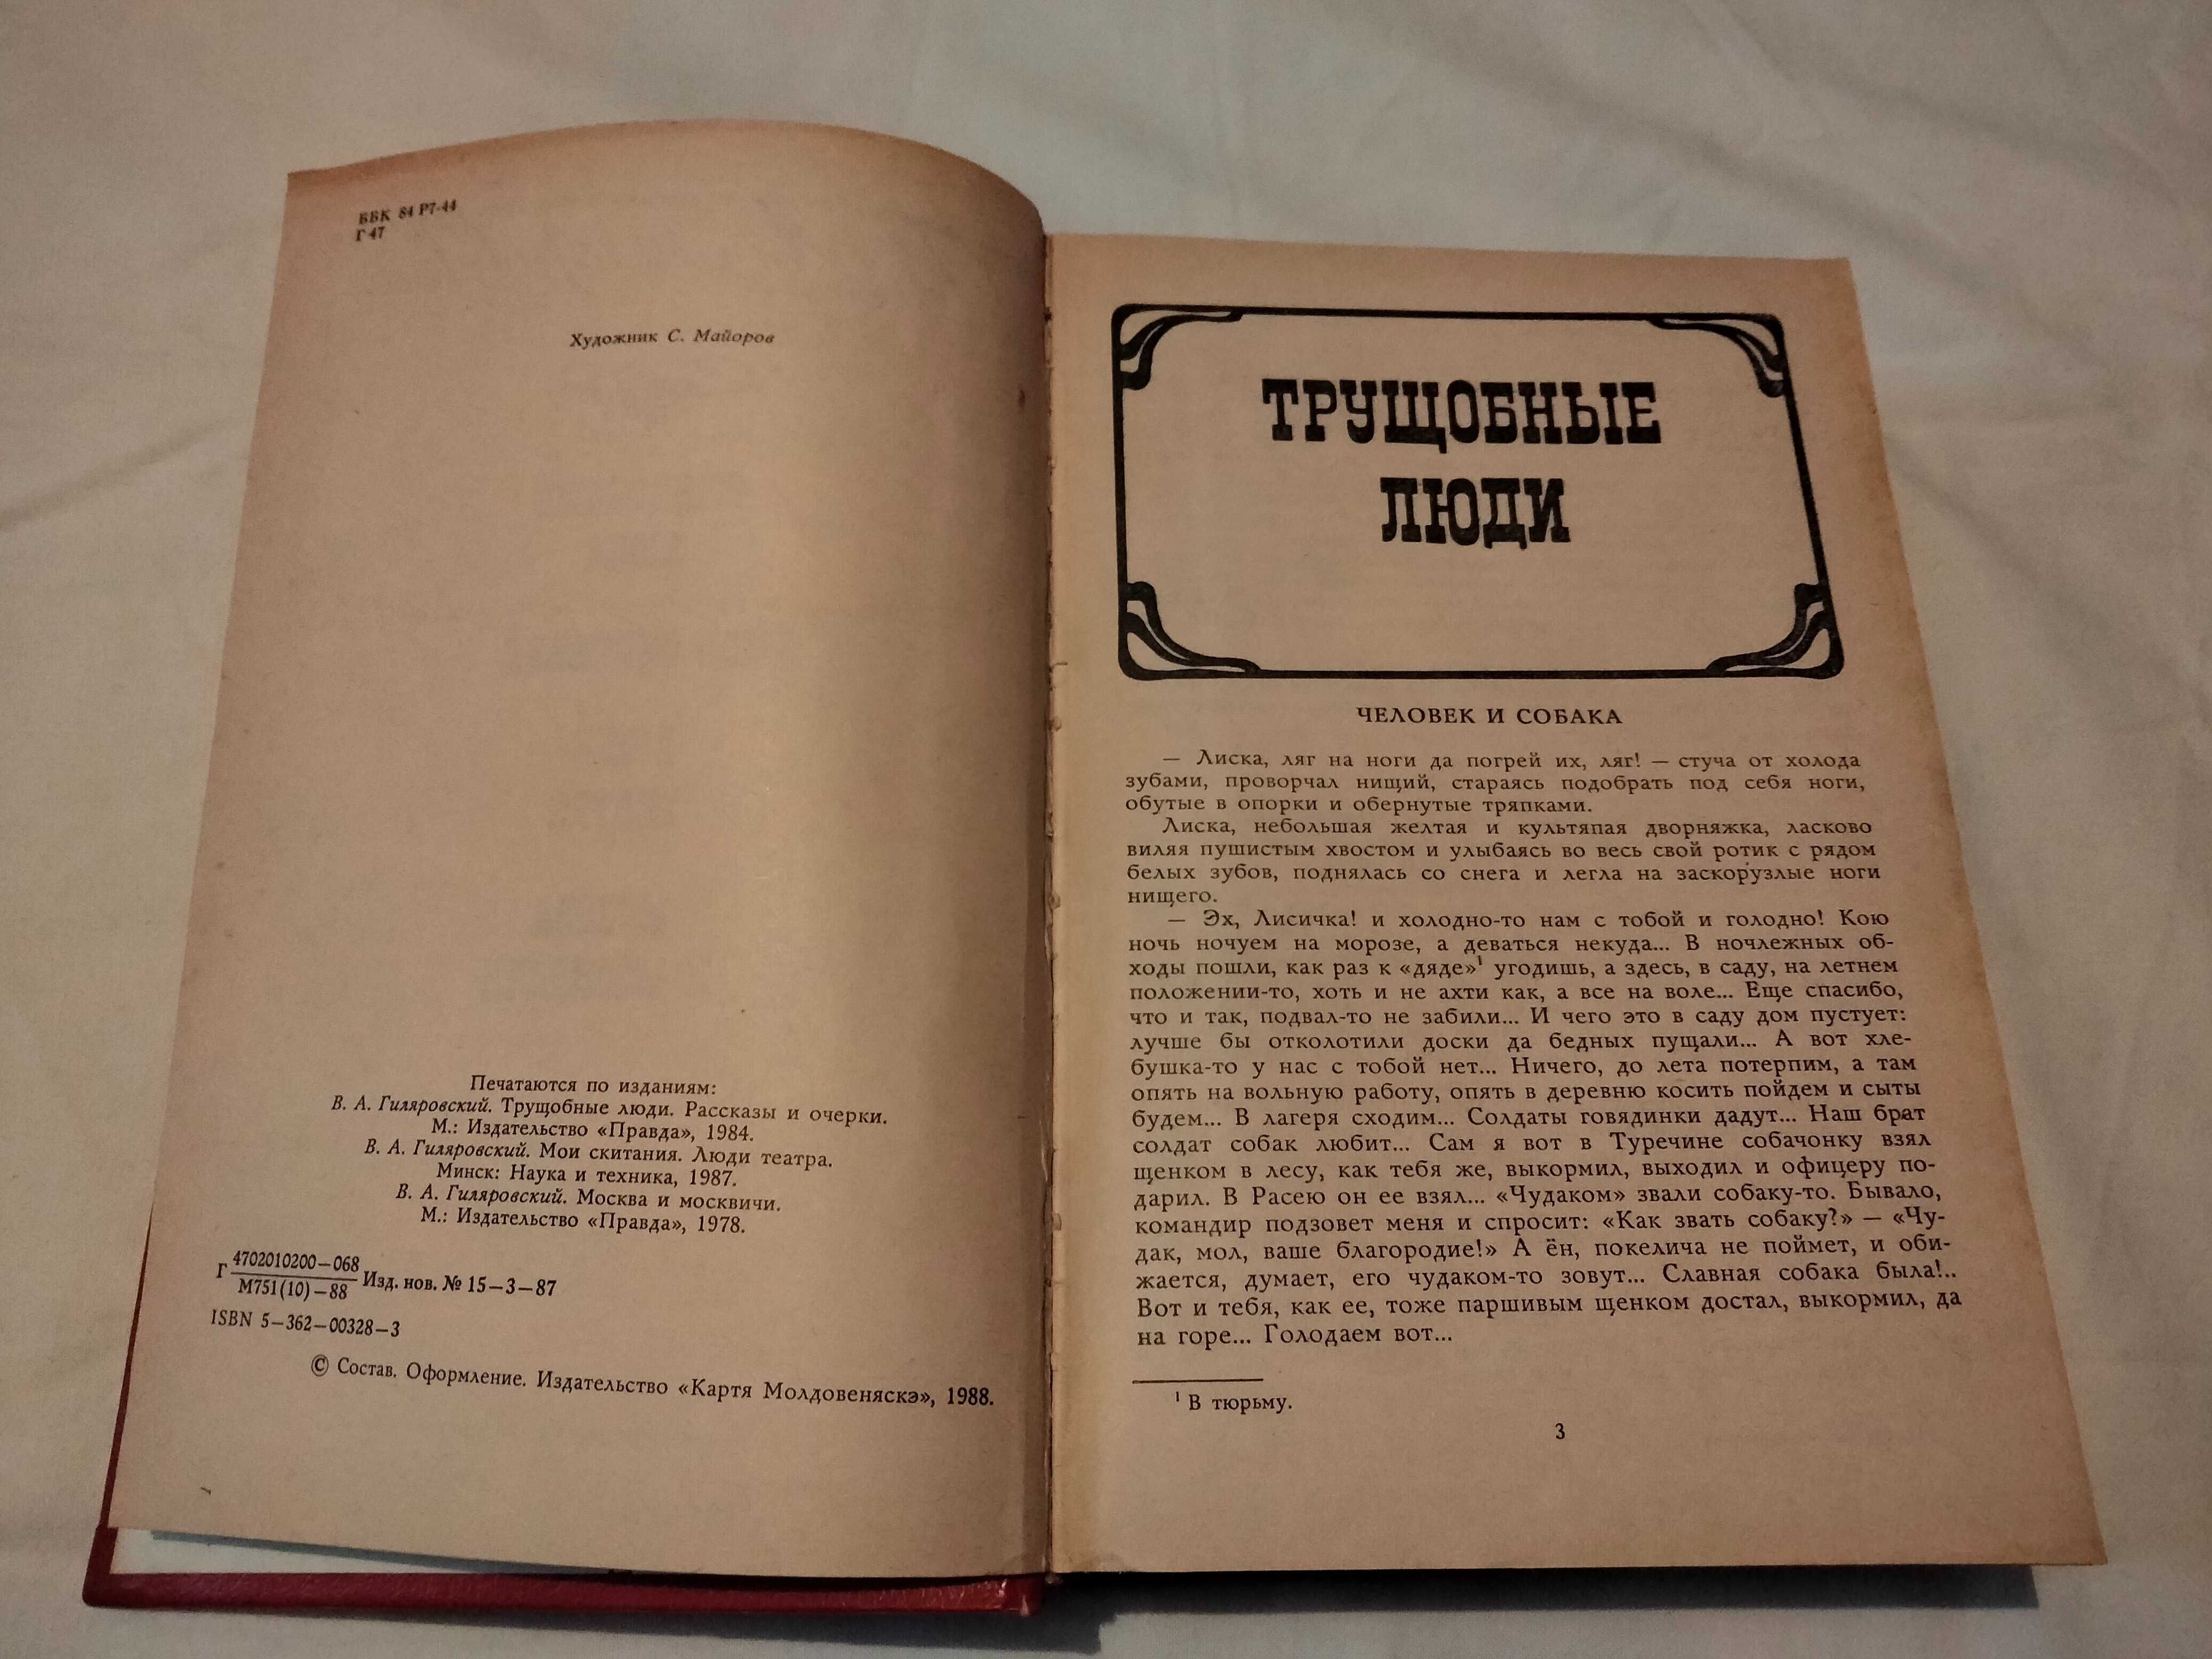 ББК 84 Р7-44
Г 47
Художник С. Майоров
Печатаются по изданиям:
В. А. Гиляровский. Трущобные люди. Рассказы и очерки.
М.: Издательство «Правда», 1984.
В. А. Гиляровский. Мои скитания. Люди театра.
Минск: Наука и техника, 1987.
В. А. Гиляровский. Москва и москвичи.
М.: Издательство «Правда», 1978.
Г 4702010200—068
М751(10)—88 Изд. нов. № 15—3—87
ISBN 5—362—00328—3
© Состав. Оформление. Издательство «Картя Молдовеняскэ», 1988.
ТРУЩОБНЫЕ
ЛЮДИ
ЧЕЛОВЕК И СОБАКА
— Лиска, ляг на ноги да погрей их, ляг! — стуча от холода
зубами, проворчал нищий, стараясь подобрать под себя ноги,
обутые в опорки и обернутые тряпками.
Лиска, небольшая желтая и культяпая дворняжка, ласково
виляя пушистым хвостом и улыбаясь во весь свой ротик с рядом
белых зубов, поднялась со снега и легла на заскорузлые ноги
нищего.
— Эх, Лисичка! и холодно-то нам с тобой и голодно! Кою
ночь ночуем на морозе, а деваться некуда... В ночлежных об-
ходы пошли, как раз к «дяде»¹ угодишь, а здесь, в саду, на летнем
положении-то, хоть и не ахти как, а все на воле... Еще спасибо,
что и так, подвал-то не забили... И чего это в саду дом пустует:
лучше бы отколотили доски да бедных пущали... А вот хле-
бушка-то у нас с тобой нет... Ничего, до лета потерпим, а там
опять на вольную работу, опять в деревню косить пойдем и сыты
будем... В лагеря сходим... Солдаты говядинки дадут... Наш брат
солдат собак любит... Сам я вот в Туречине собачонку взял
щенком в лесу, как тебя же, выкормил, выходил и офицеру по-
дарил. В Расею он ее взял... «Чудаком» звали собаку-то. Бывало,
командир подзовет меня и спросит: «Как звать собаку?» — «Чу-
дак, мол, ваше благородие!» А ён, покелича не поймет, и оби-
жается, думает, его чудаком-то зовут... Славная собака была!..
Вот и тебя, как ее, тоже паршивым щенком достал, выкормил, да
на горе... Голодаем вот...
¹ В тюрьму.
3